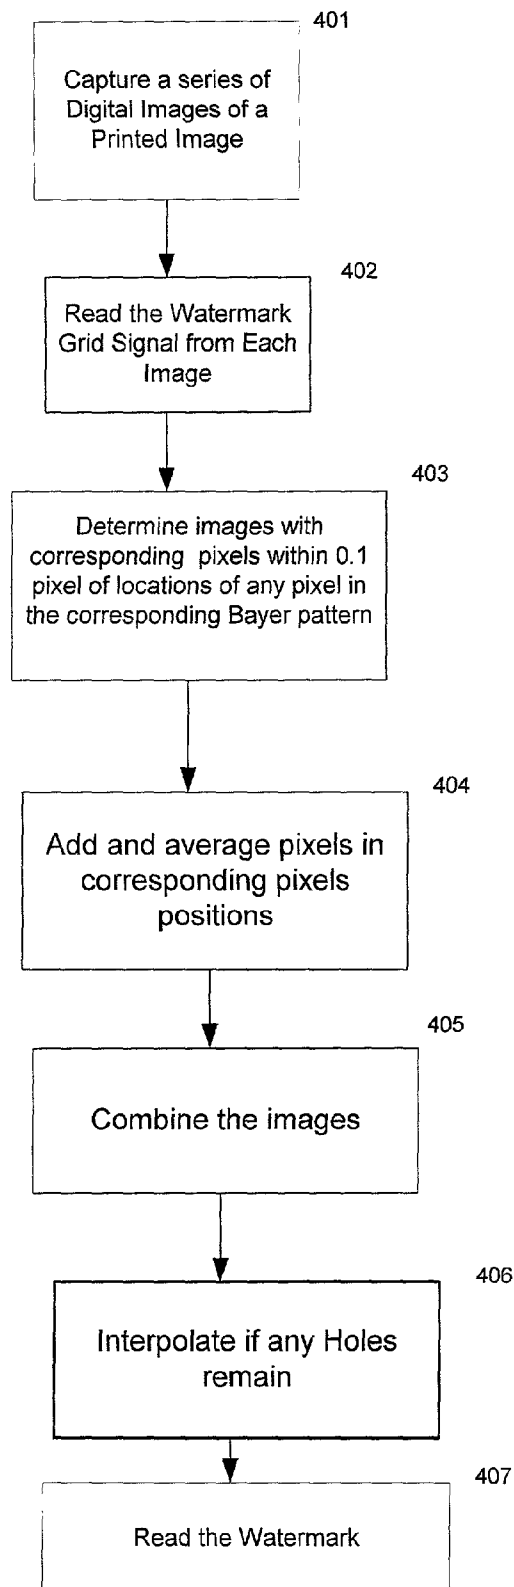 401
Capture a series of
Digital Images of a
Printed Image
402
Read the Watermark
Grid Signal from Each
Image
403
Determine images with
corresponding pixels within 0.1
pixel of locations of any pixel in
the corresponding Bayer pattern
404
Add and average pixels in
corresponding pixels
positions
405
Combine the images
406
Interpolate if any Holes
remain
407
Read the Watermark